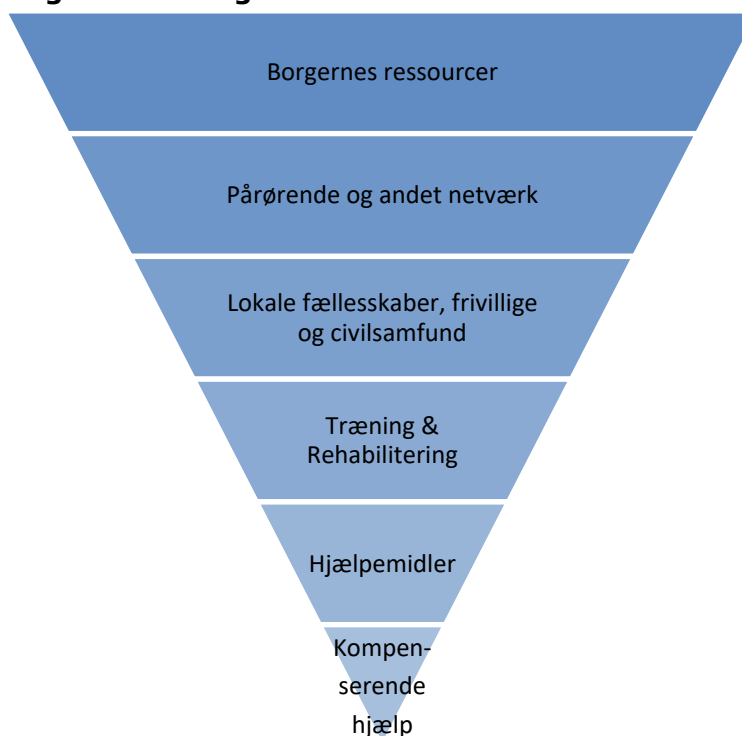 Borgernes ressourcer
Pårørende og andet netværk
Lokale fællesskaber, frivillige
og civilsamfund
Træning &
Rehabilitering
Hjælpemidler
Kompen-
serende
hjælp